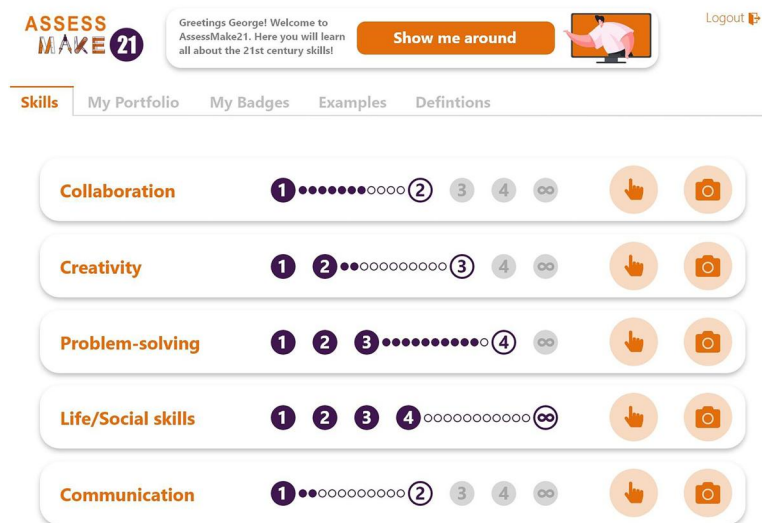 ASSESS
MAKE 21
Greetings George! Welcome to
AssessMake21. Here you will learn
all about the 21st century skills!
Show me around
Logout
Skills My Portfolio My Badges Examples Defintions
Collaboration 1 2 3 4 ∞
Creativity 1 2 3 4 ∞
Problem-solving 1 2 3 4 ∞
Life/Social skills 1 2 3 4 ∞
Communication 1 2 3 4 ∞